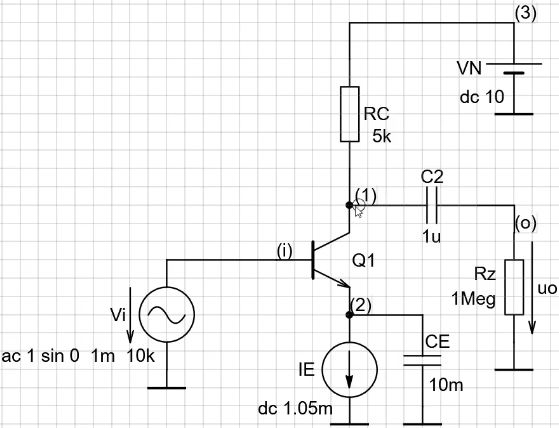 (3)
VN
dc 10
RC
5k
C2
(1)
1u
(o)
(i)
Q1
Rz
1Meg
uo
(2)
Vi
CE
ac 1 sin 0 1m 10k
IE
10m
dc 1.05m